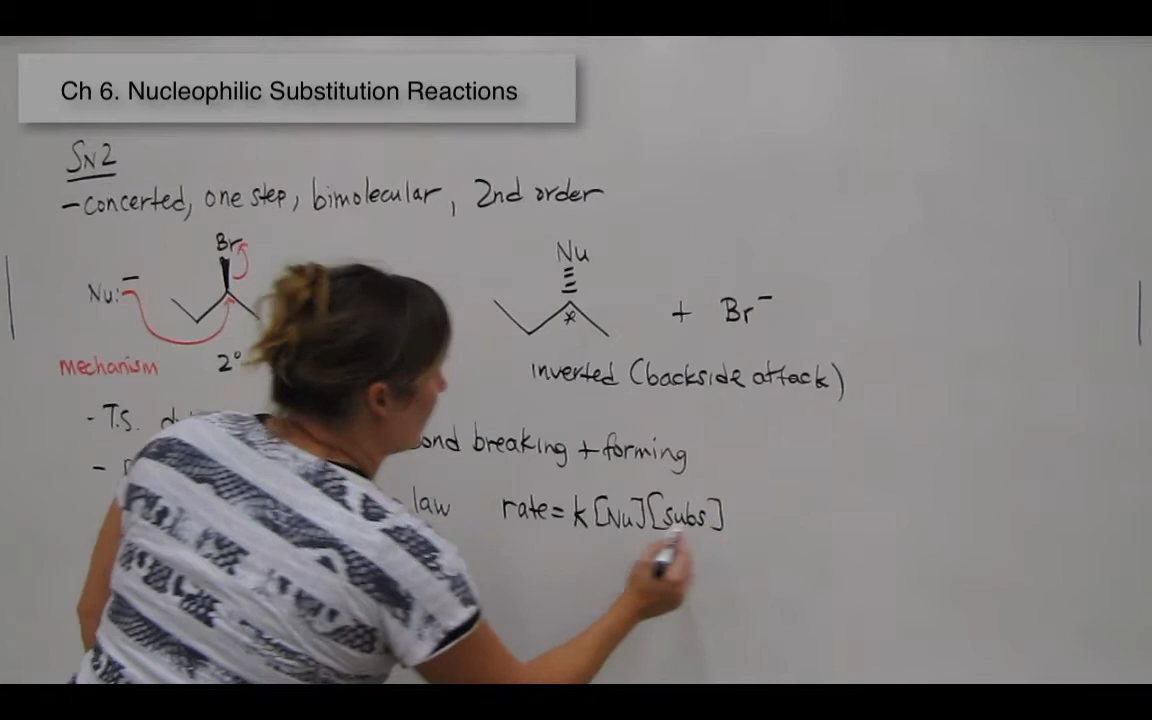 Ch 6. Nucleophilic Substitution Reactions
SN2
-concerted, one step, bimolecular, 2nd order
Br
Nu
Nu:
*
+ Br⁻
mechanism
2°
inverted (backside attack)
- T.S.
bond breaking + forming
-
law rate = k[Nu][subs]